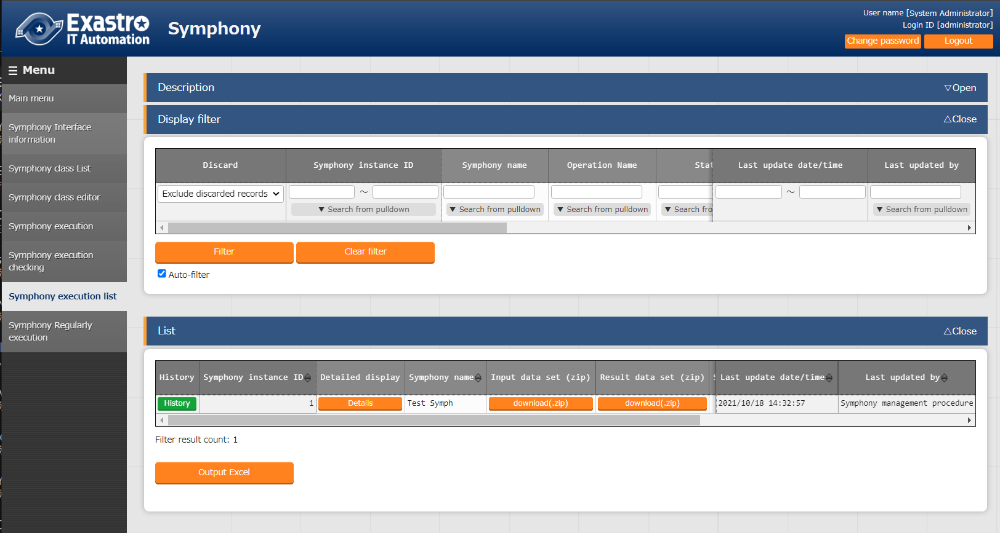 Exastro
IT Automation
Symphony
User name [System Administrator]
Login ID [administrator]
Change password
Logout
Menu
Main menu
Symphony Interface
information
Symphony class List
Symphony class editor
Symphony execution
Symphony execution
checking
Symphony execution list
Symphony Regularly
execution
Description
▽Open
Display filter
△Close
Discard
Symphony instance ID
Symphony name
Operation Name
Stat
Last update date/time
Last updated by
Exclude discarded records
~
~
▼ Search from pulldown
▼ Search from pulldown
▼ Search from pulldown
▼ Search fro
▼ Search from pulldown
Filter
Clear filter
Auto-filter
List
△Close
History
Symphony instance ID
Detailed display
Symphony name
Input data set (zip)
Result data set (zip)
Last update date/time
Last updated by
History
1
Details
Test Symph
download(.zip)
download(.zip)
2021/10/18 14:32:57
Symphony management procedure
Filter result count: 1
Output Excel